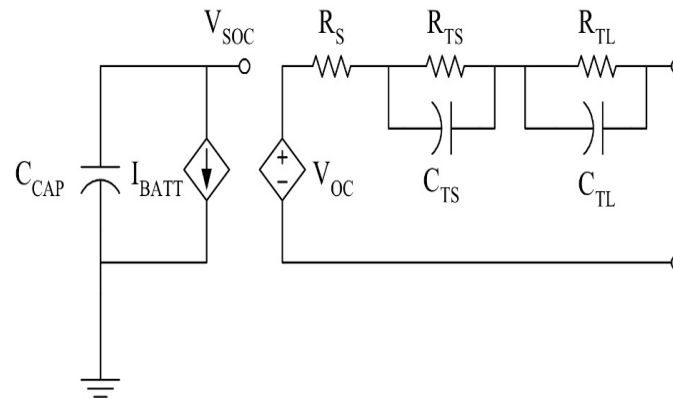 V_SOC
R_S
R_TS
R_TL
C_CAP
I_BATT
+
-
V_OC
C_TS
C_TL